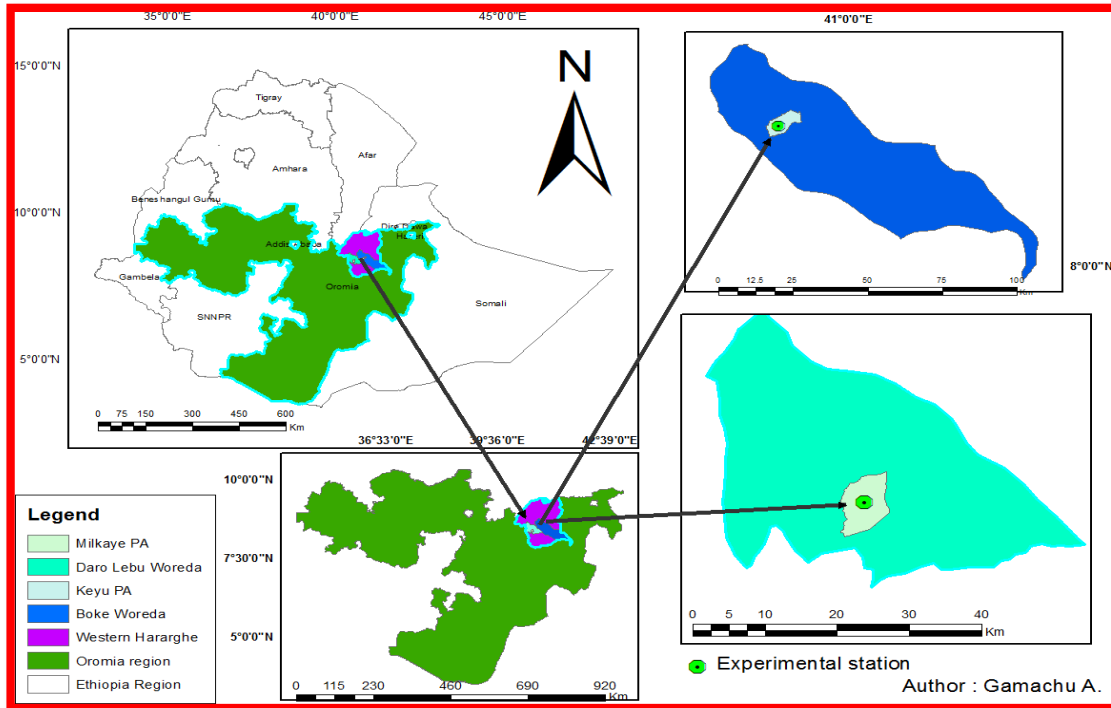 35°0'0"E 40°0'0"E 45°0'0"E
15°0'0"N
10°0'0"N
5°0'0"N
N
Tigray
Afar
Amhara
Beneshangul Gumu
Dire Dawa
Addis Ababa
Gambela
Oromia
SNNPR
Somali
0 75 150 300 450 600
Km
41°0'0"E
8°0'0"N
0 12.5 25 50 75 100
Km
36°33'0"E 39°36'0"E 42°39'0"E
10°0'0"N
7°30'0"N
5°0'0"N
0 115 230 460 690 920
Km
0 5 10 20 30 40
Km
Legend
Milkaye PA
Daro Lebu Woreda
Keyu PA
Boke Woreda
Western Hararghe
Oromia region
Ethiopia Region
Experimental station
Author : Gamachu A.